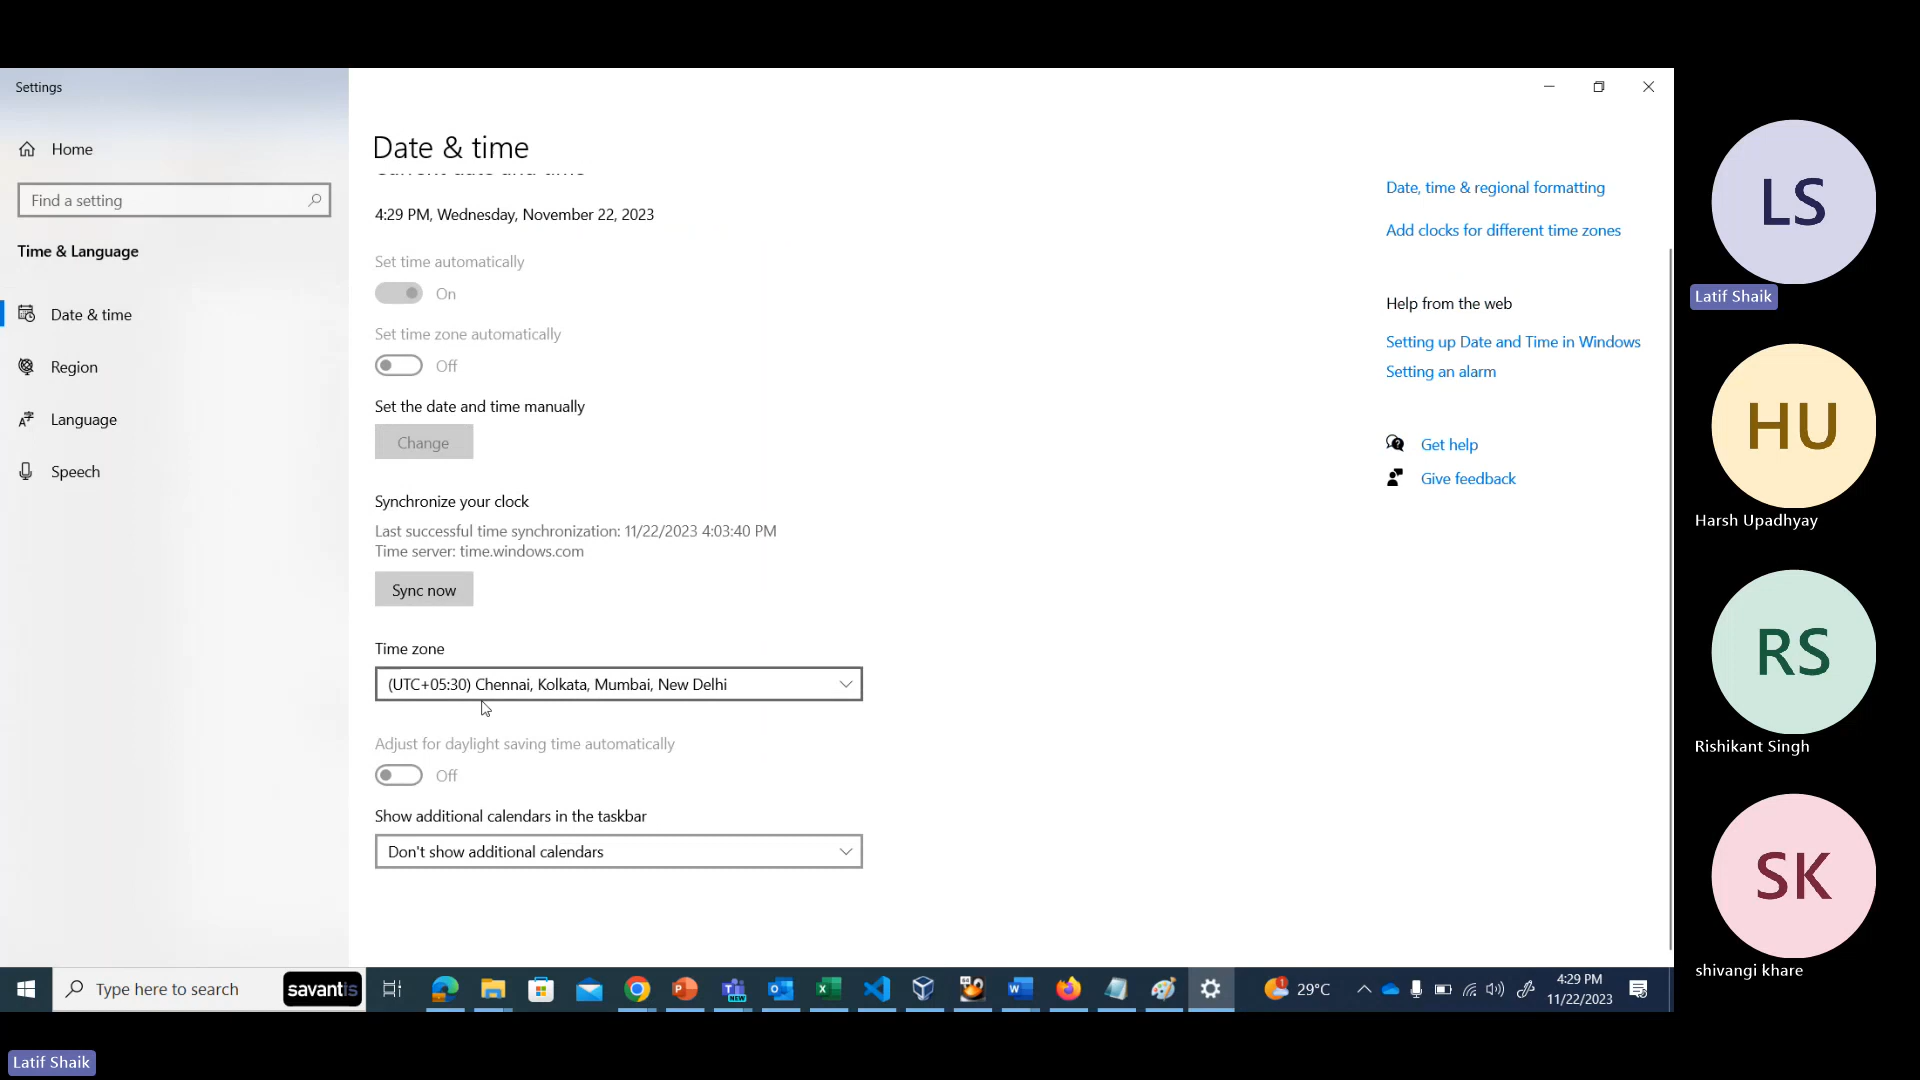 Settings
Home
Find a setting
Time & Language
Date & time
Region
Language
Speech
Date & time
Current date and time
4:29 PM, Wednesday, November 22, 2023
Set time automatically
On
Set time zone automatically
Off
Set the date and time manually
Change
Synchronize your clock
Last successful time synchronization: 11/22/2023 4:03:40 PM
Time server: time.windows.com
Sync now
Time zone
(UTC+05:30) Chennai, Kolkata, Mumbai, New Delhi
Adjust for daylight saving time automatically
Off
Show additional calendars in the taskbar
Don't show additional calendars
Date, time & regional formatting
Add clocks for different time zones
Help from the web
Setting up Date and Time in Windows
Setting an alarm
Get help
Give feedback
LS
Latif Shaik
HU
Harsh Upadhyay
RS
Rishikant Singh
SK
shivangi khare
Type here to search
savantis
NEW
1
29°C
4:29 PM
11/22/2023
Latif Shaik